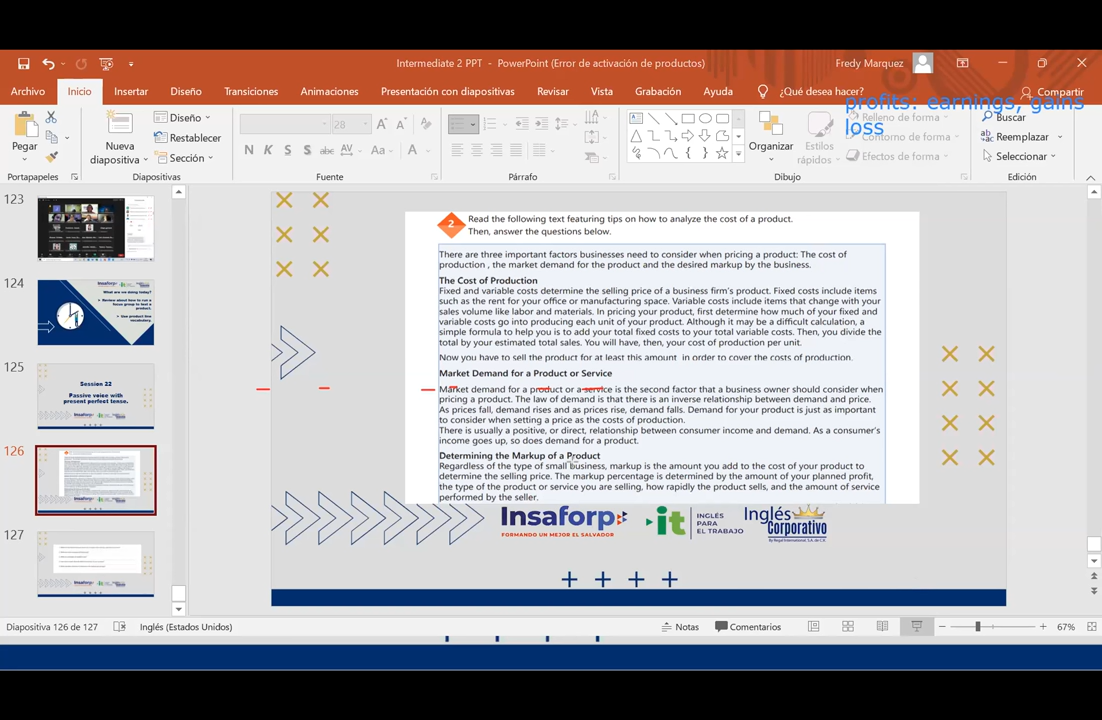 Intermediate 2 PPT - PowerPoint (Error de activación de productos)
Fredy Marquez
Archivo Inicio Insertar Diseño Transiciones Animaciones Presentación con diapositivas Revisar Vista Grabación Ayuda ¿Qué desea hacer? Compartir
profits: earnings, gains
loss
Pegar
Nueva
diapositiva
Diseño
Restablecer
Sección
28
N K S S abc AV Aa A
Organizar
Estilos
rápidos
Relleno de forma
Contorno de forma
Efectos de forma
Buscar
Reemplazar
Seleccionar
Portapapeles Diapositivas Fuente Párrafo Dibujo Edición
123
124
What are we doing today?
125
Session 22
Passive voice with
present perfect tense.
126
127
2
Read the following text featuring tips on how to analyze the cost of a product.
Then, answer the questions below.
There are three important factors businesses need to consider when pricing a product: The cost of
production , the market demand for the product and the desired markup by the business.
The Cost of Production
Fixed and variable costs determine the selling price of a business firm's product. Fixed costs include items
such as the rent for your office or manufacturing space. Variable costs include items that change with your
sales volume like labor and materials. In pricing your product, first determine how much of your fixed and
variable costs go into producing each unit of your product. Although it may be a difficult calculation, a
simple formula to help you is to add your total fixed costs to your total variable costs. Then, you divide the
total by your estimated total sales. You will have, then, your cost of production per unit.
Now you have to sell the product for at least this amount in order to cover the costs of production.
Market Demand for a Product or Service
Market demand for a product or a service is the second factor that a business owner should consider when
pricing a product. The law of demand is that there is an inverse relationship between demand and price.
As prices fall, demand rises and as prices rise, demand falls. Demand for your product is just as important
to consider when setting a price as the costs of production.
There is usually a positive, or direct, relationship between consumer income and demand. As a consumer's
income goes up, so does demand for a product.
Determining the Markup of a Product
Regardless of the type of small business, markup is the amount you add to the cost of your product to
determine the selling price. The markup percentage is determined by the amount of your planned profit,
the type of the product or service you are selling, how rapidly the product sells, and the amount of service
performed by the seller.
Insaforp
FORMANDO UN MEJOR EL SALVADOR
it
INGLÉS
PARA
EL TRABAJO
Inglés
Corporativo
Diapositiva 126 de 127
Inglés (Estados Unidos)
Notas
Comentarios
67%